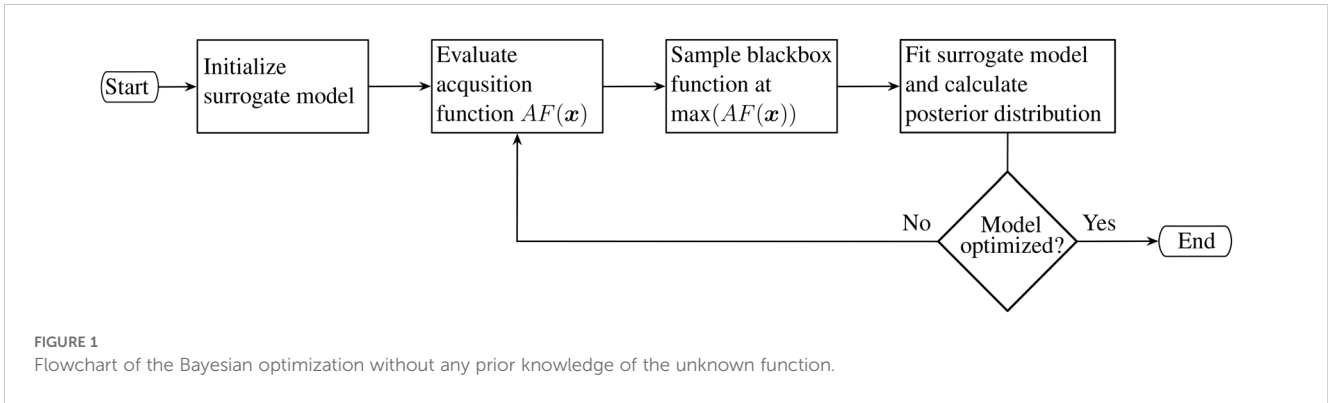 Start
Initialize
surrogate model
Evaluate
acqusition
function AF(x)
Sample blackbox
function at
max(AF(x))
Fit surrogate model
and calculate
posterior distribution
No
Model
optimized?
Yes
End
FIGURE 1
Flowchart of the Bayesian optimization without any prior knowledge of the unknown function.